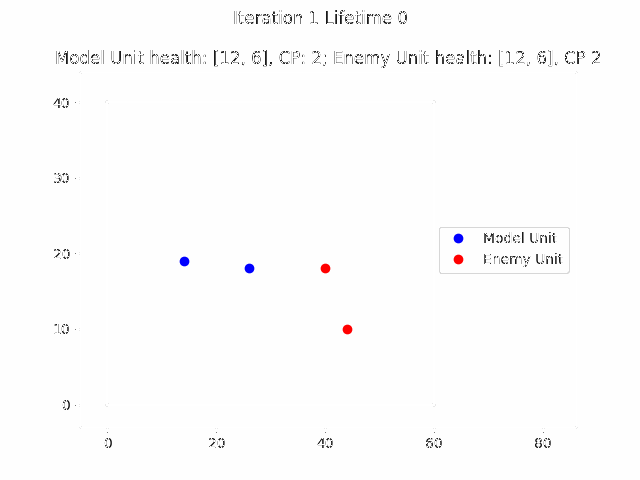 Iteration 1 Lifetime 0
Model Unit health: [12, 6], CP: 2; Enemy Unit health: [12, 6], CP 2
40
30
20
10
0
0 20 40 60 80
Model Unit
Enemy Unit